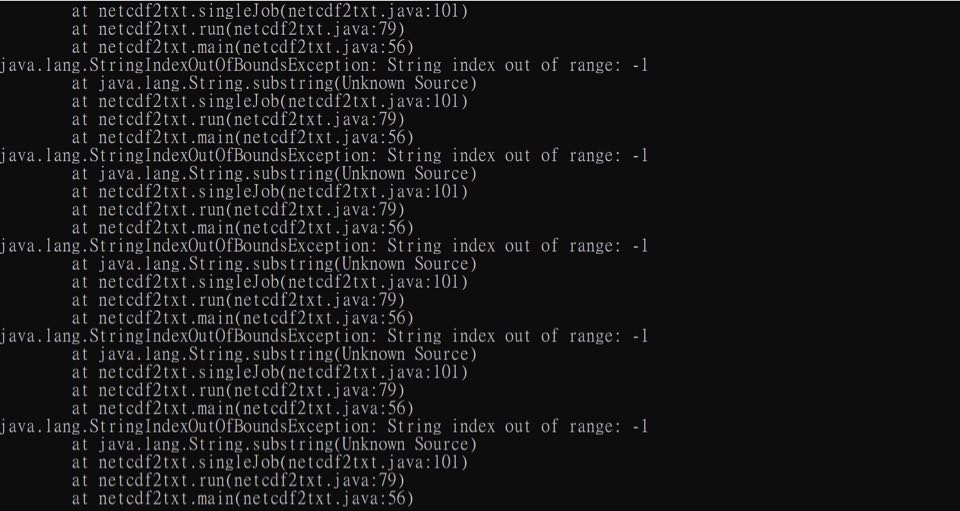 at netcdf2txt.singleJob(netcdf2txt.java:101)
at netcdf2txt.run(netcdf2txt.java:79)
at netcdf2txt.main(netcdf2txt.java:56)
java.lang.StringIndexOutOfBoundsException: String index out of range: -1
at java.lang.String.substring(Unknown Source)
at netcdf2txt.singleJob(netcdf2txt.java:101)
at netcdf2txt.run(netcdf2txt.java:79)
at netcdf2txt.main(netcdf2txt.java:56)
java.lang.StringIndexOutOfBoundsException: String index out of range: -1
at java.lang.String.substring(Unknown Source)
at netcdf2txt.singleJob(netcdf2txt.java:101)
at netcdf2txt.run(netcdf2txt.java:79)
at netcdf2txt.main(netcdf2txt.java:56)
java.lang.StringIndexOutOfBoundsException: String index out of range: -1
at java.lang.String.substring(Unknown Source)
at netcdf2txt.singleJob(netcdf2txt.java:101)
at netcdf2txt.run(netcdf2txt.java:79)
at netcdf2txt.main(netcdf2txt.java:56)
java.lang.StringIndexOutOfBoundsException: String index out of range: -1
at java.lang.String.substring(Unknown Source)
at netcdf2txt.singleJob(netcdf2txt.java:101)
at netcdf2txt.run(netcdf2txt.java:79)
at netcdf2txt.main(netcdf2txt.java:56)
java.lang.StringIndexOutOfBoundsException: String index out of range: -1
at java.lang.String.substring(Unknown Source)
at netcdf2txt.singleJob(netcdf2txt.java:101)
at netcdf2txt.run(netcdf2txt.java:79)
at netcdf2txt.main(netcdf2txt.java:56)